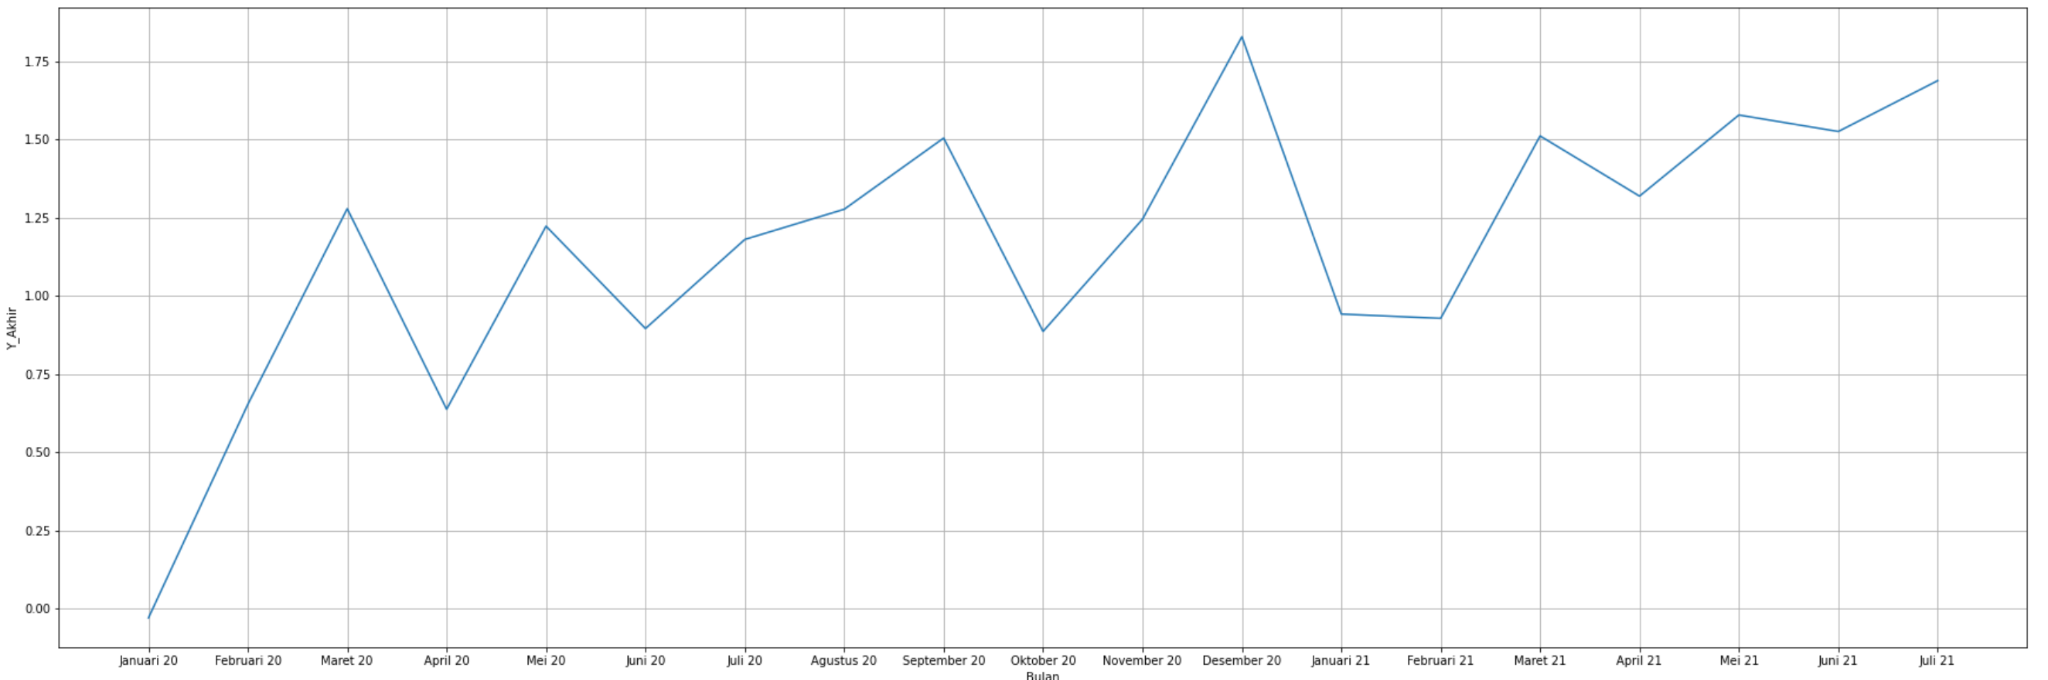 1.75
1.50
1.25
1.00
0.75
0.50
0.25
0.00
Y_Akhir
Januari 20 Februari 20 Maret 20 April 20 Mei 20 Juni 20 Juli 20 Agustus 20 September 20 Oktober 20 November 20 Desember 20 Januari 21 Februari 21 Maret 21 April 21 Mei 21 Juni 21 Juli 21
Bulan